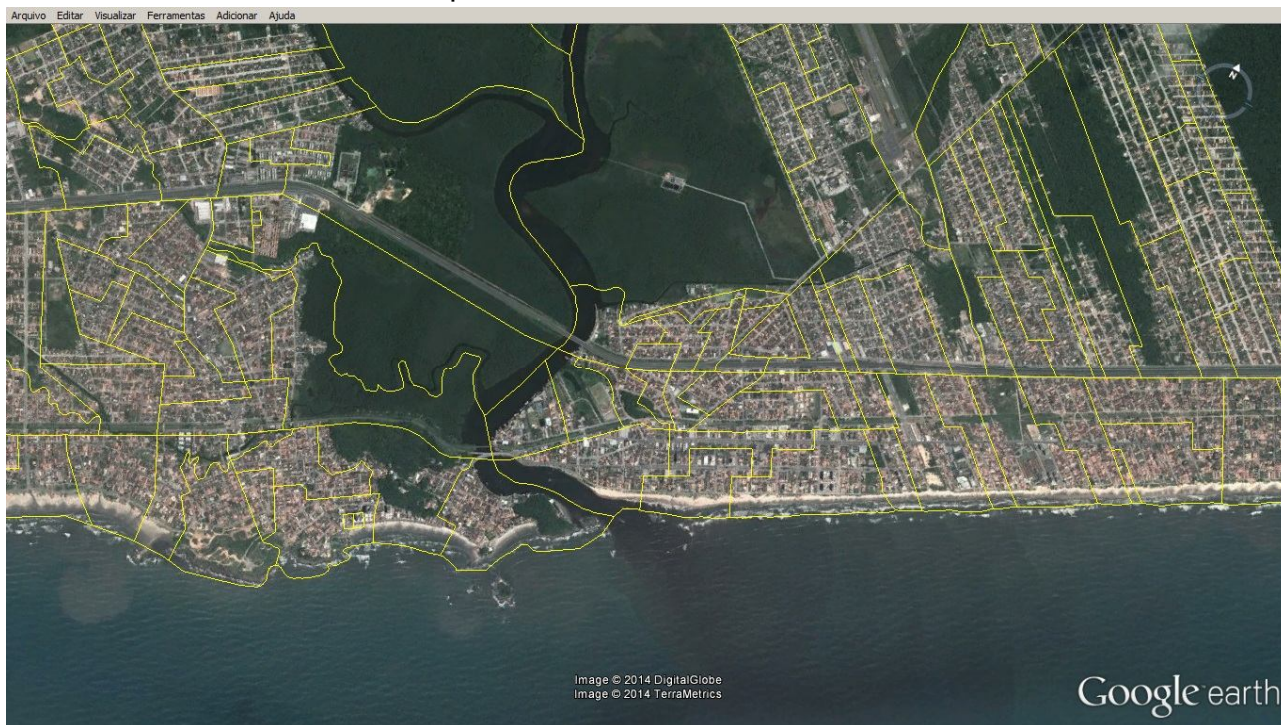 Arquivo Editar Visualizar Ferramentas Adicionar Ajuda
N
Image © 2014 DigitalGlobe
Image © 2014 TerraMetrics
Google earth